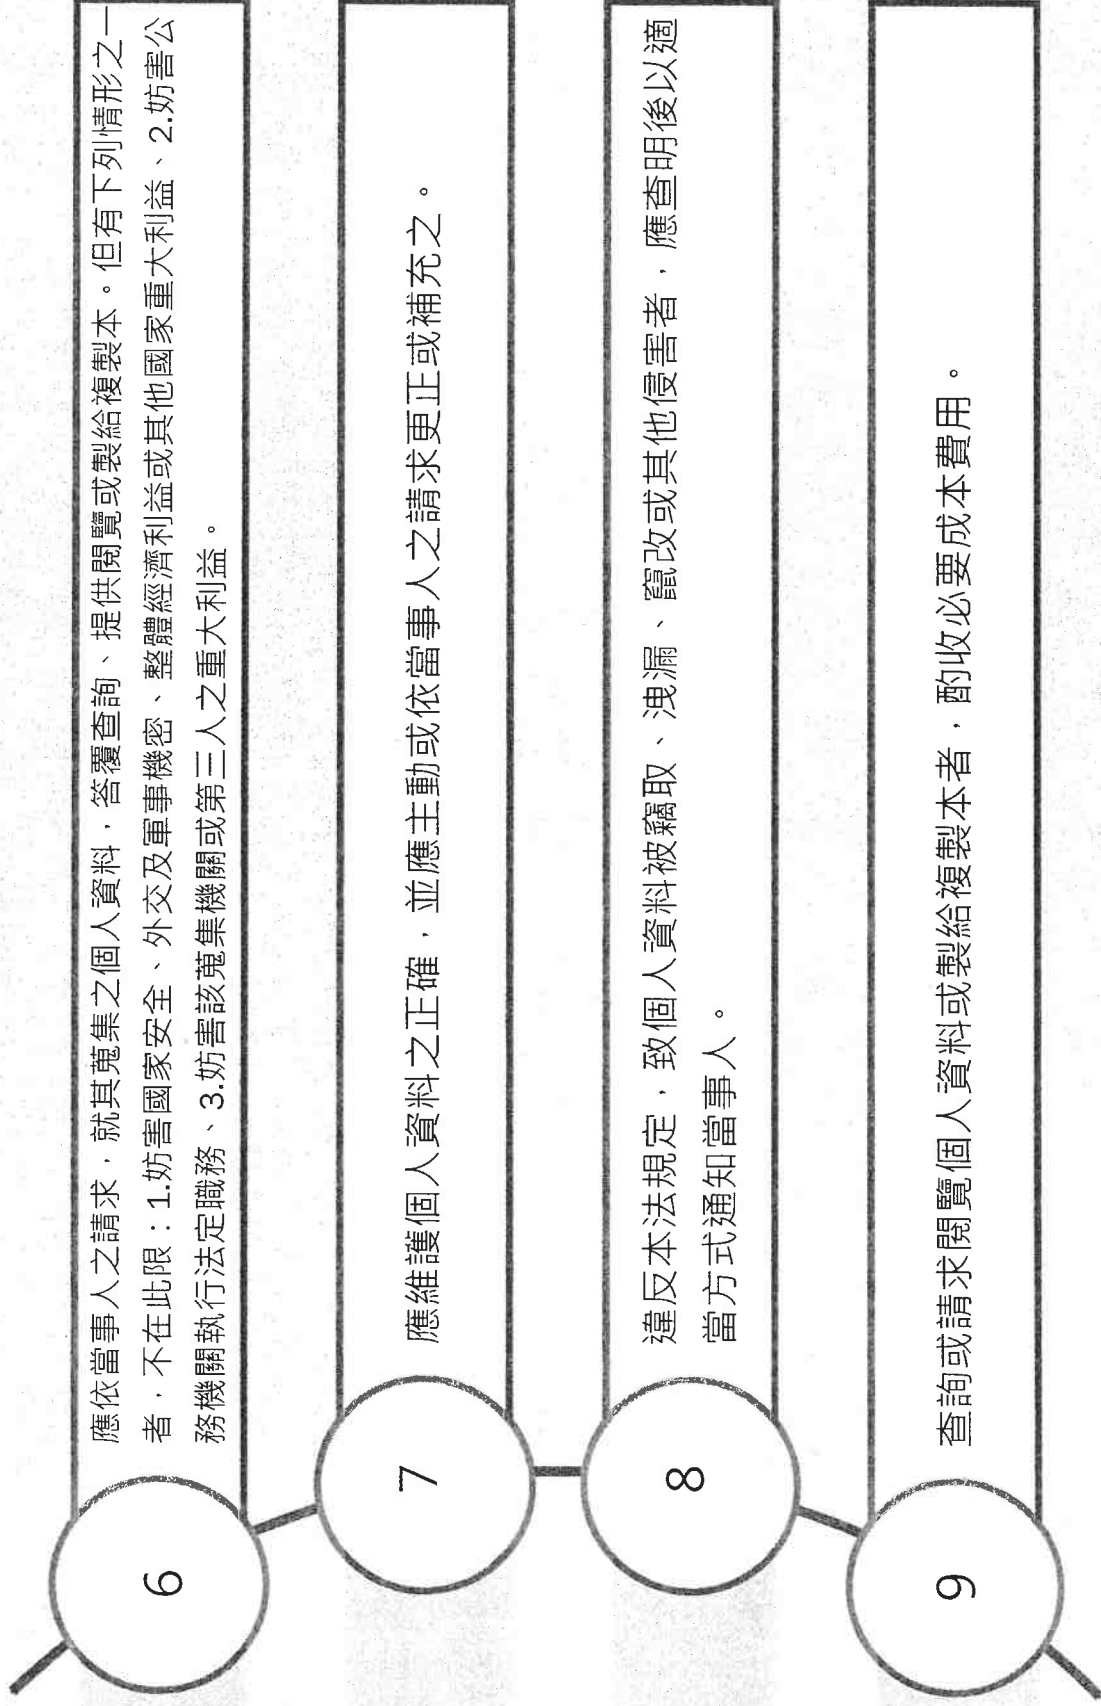 6
應依當事人之請求，就其蒐集之個人資料，答覆查詢、提供閱覽或製給複製本。但有下列情形之一
者，不在此限：1.妨害國家安全、外交及軍事機密、整體經濟利益或其他國家重大利益、2.妨害公
務機關執行法定職務、3.妨害該蒐集機關或第三人之重大利益。
7
應維護個人資料之正確，並應主動或依當事人之請求更正或補充之。
8
違反本法規定，致個人資料被竊取、洩漏、竄改或其他侵害者，應查明後以適
當方式通知當事人。
9
查詢或請求閱覽個人資料或製給複製本者，酌收必要成本費用。